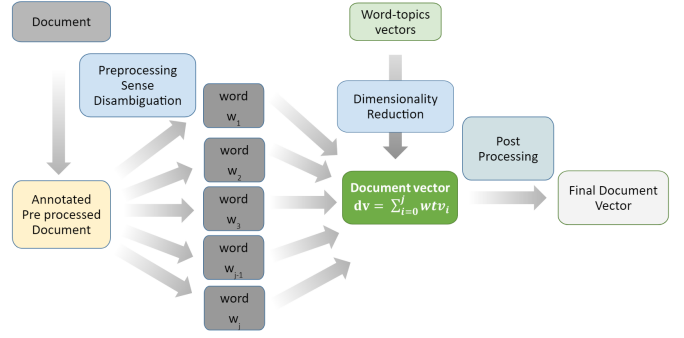 Document
Word-topics
vectors
Preprocessing
Sense
Disambiguation
word
w1
Dimensionality
Reduction
Post
Processing
word
w2
Annotated
Pre processed
Document
word
w3
Document vector
dv = ∑_{i=0}^{j} wtv_i
Final Document
Vector
word
wj-1
word
wj